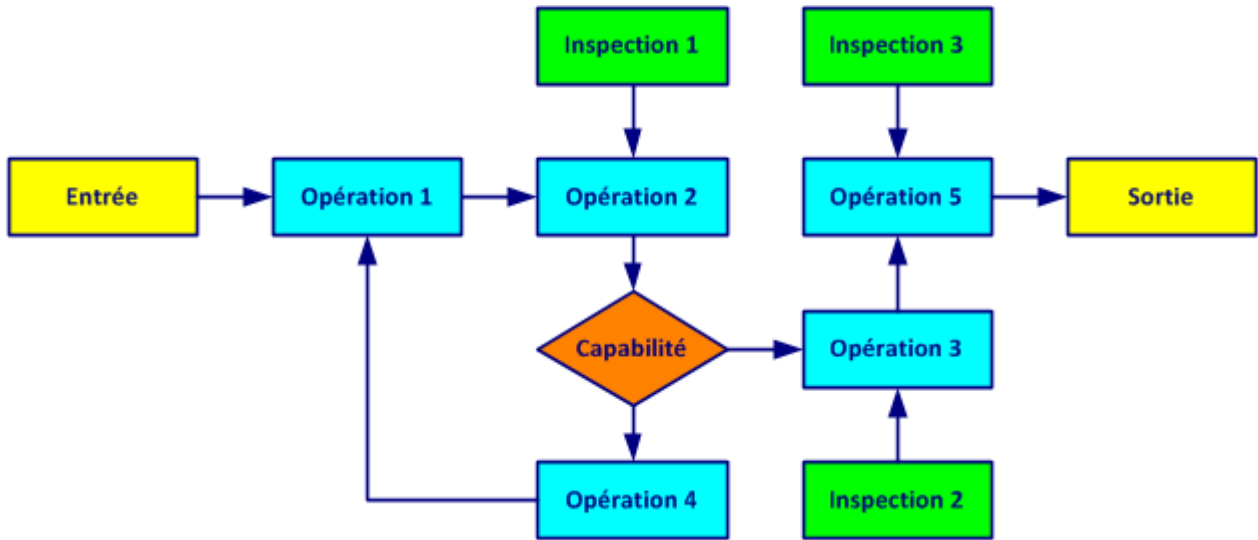 Inspection 1
Inspection 3
Entrée
Opération 1
Opération 2
Opération 5
Sortie
Capabilité
Opération 3
Opération 4
Inspection 2